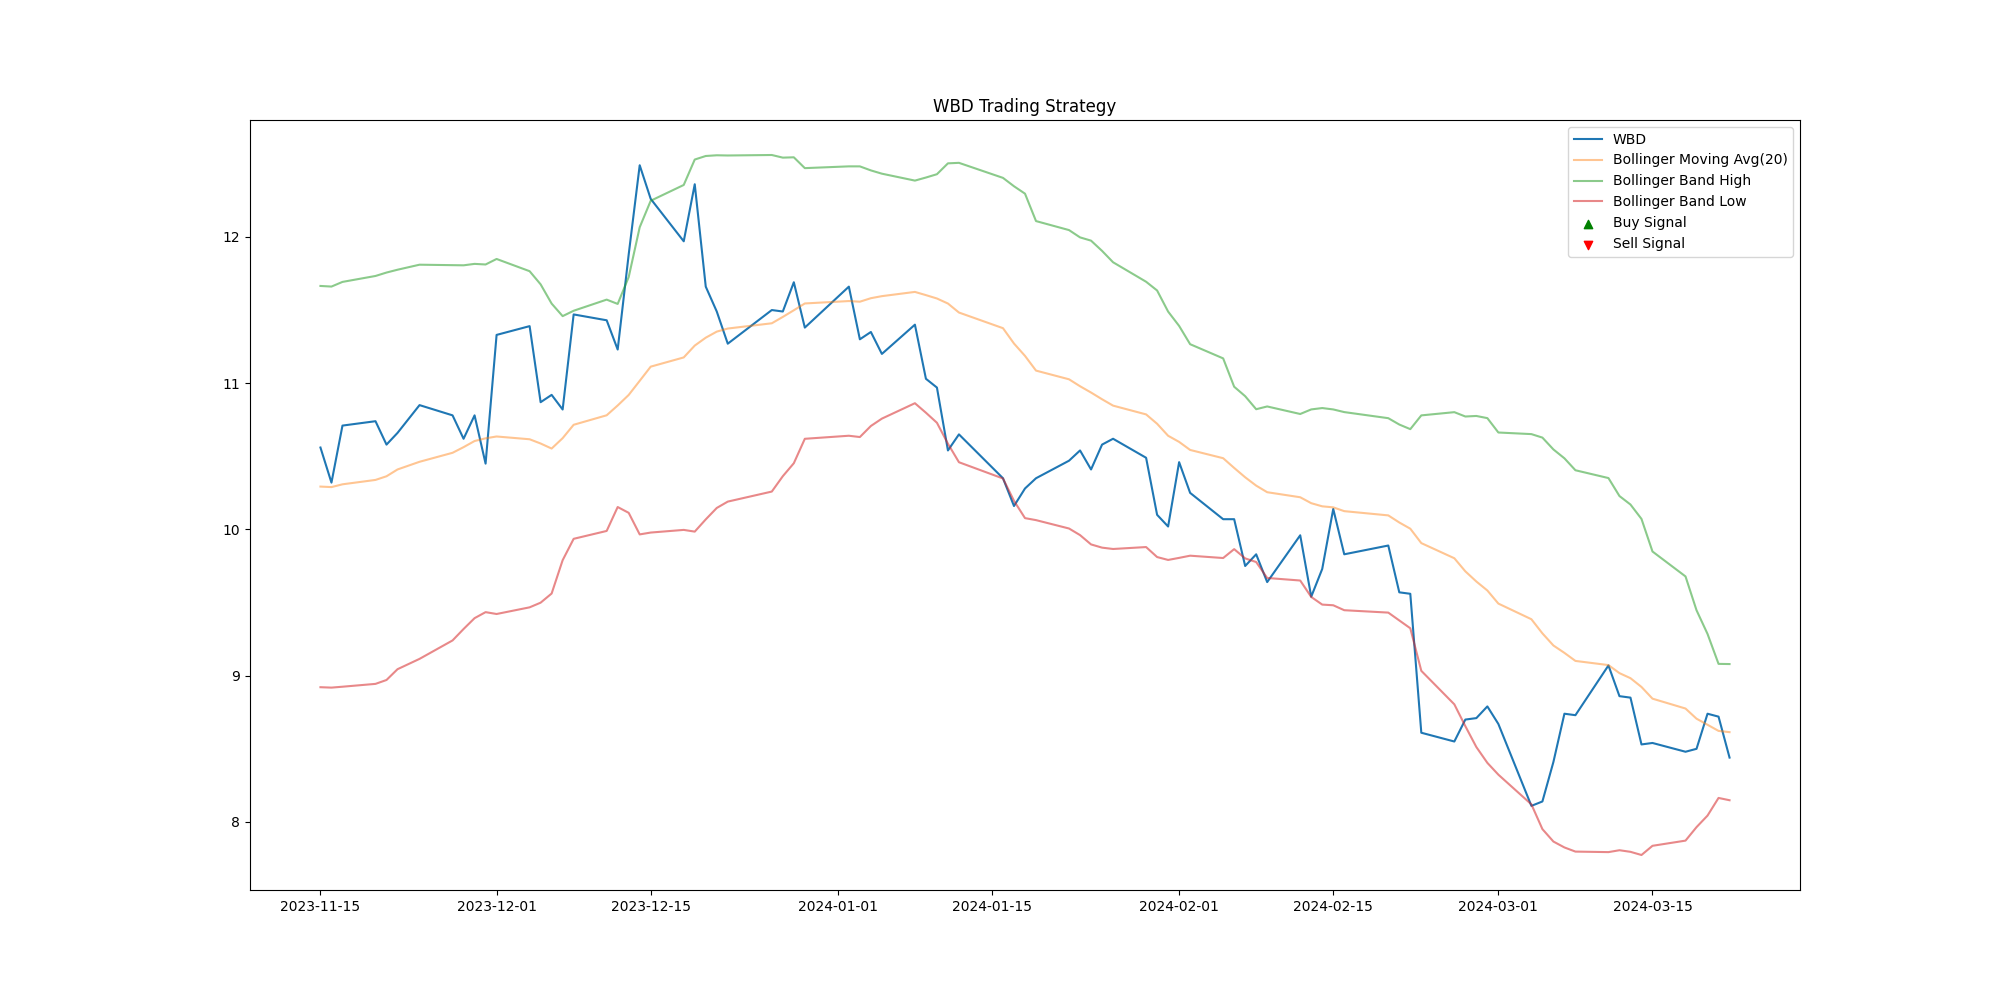 WBD Trading Strategy
WBD
Bollinger Moving Avg(20)
Bollinger Band High
Bollinger Band Low
Buy Signal
Sell Signal
12
11
10
9
8
2023-11-15 2023-12-01 2023-12-15 2024-01-01 2024-01-15 2024-02-01 2024-02-15 2024-03-01 2024-03-15